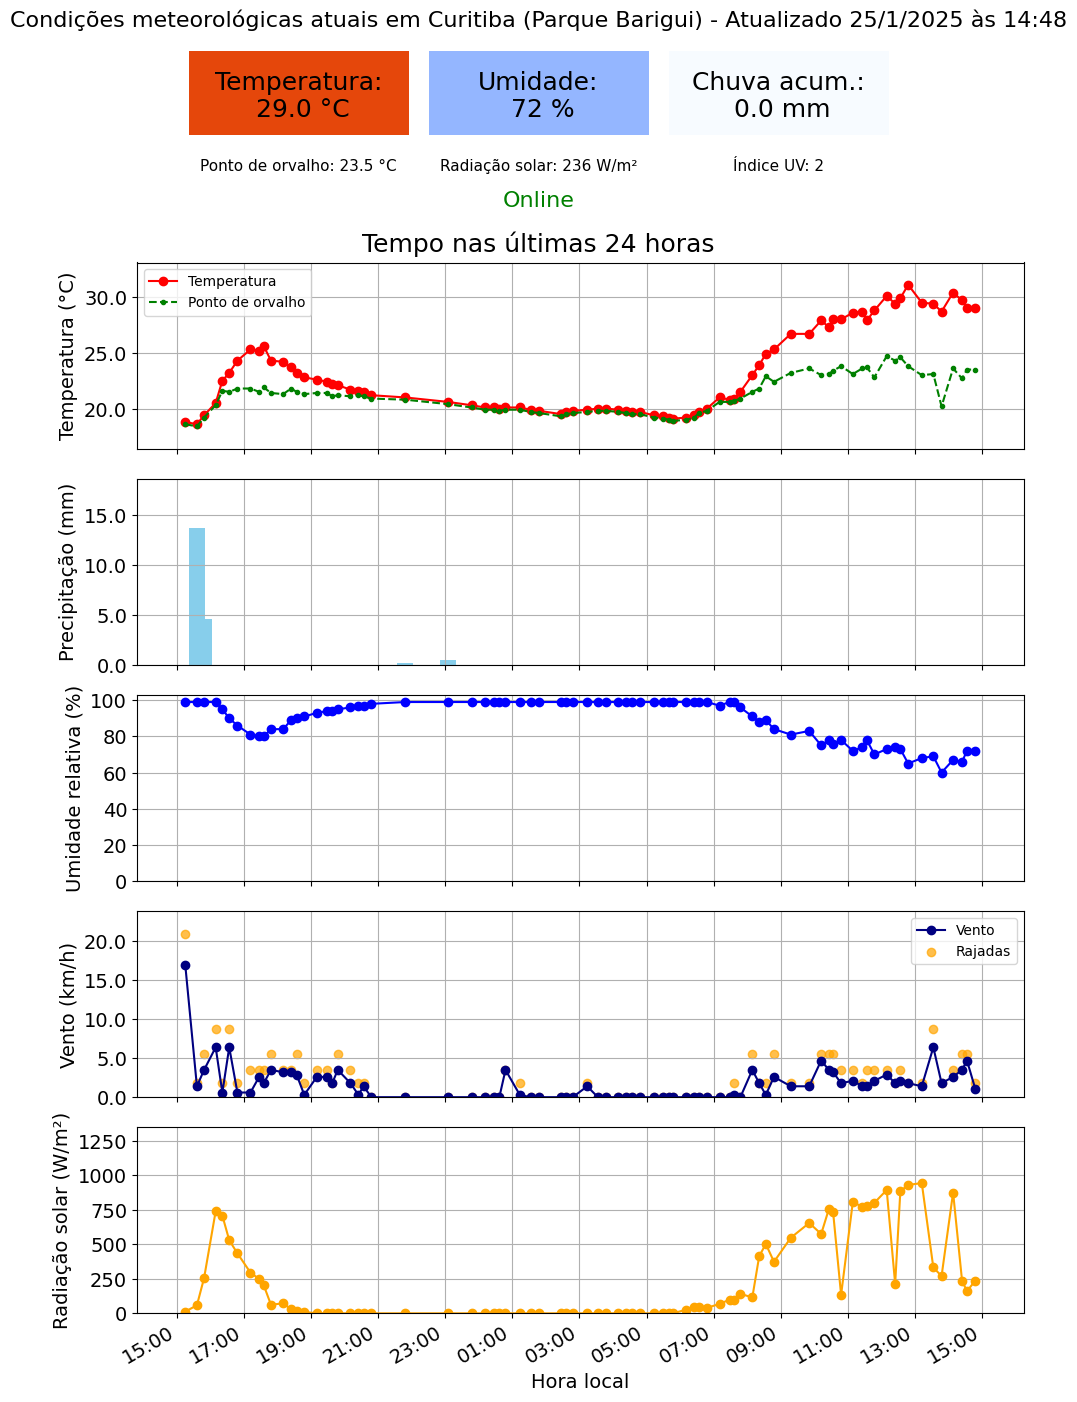 Condições meteorológicas atuais em Curitiba (Parque Barigui) - Atualizado 25/1/2025 às 14:48
Temperatura:
29.0 °C
Umidade:
72 %
Chuva acum.:
0.0 mm
Ponto de orvalho: 23.5 °C
Radiação solar: 236 W/m²
Índice UV: 2
Online
Tempo nas últimas 24 horas
Temperatura (°C)
30.0
25.0
20.0
Temperatura
Ponto de orvalho
Precipitação (mm)
15.0
10.0
5.0
0.0
Umidade relativa (%)
100
80
60
40
20
0
Vento (km/h)
20.0
15.0
10.0
5.0
0.0
Vento
Rajadas
Radiação solar (W/m²)
1250
1000
750
500
250
0
15:00
17:00
19:00
21:00
23:00
01:00
03:00
05:00
07:00
09:00
11:00
13:00
15:00
Hora local